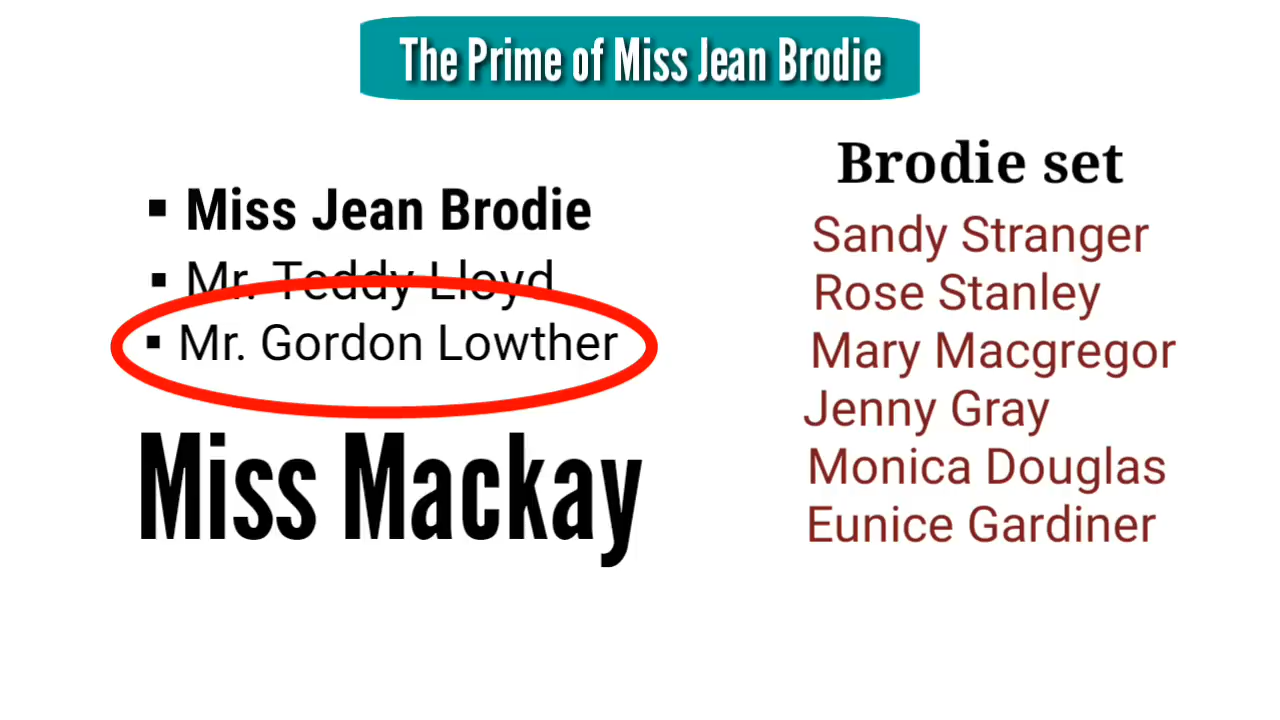 The Prime of Miss Jean Brodie
▪ Miss Jean Brodie
▪ Mr. Teddy Lloyd
▪ Mr. Gordon Lowther
Miss Mackay
Brodie set
Sandy Stranger
Rose Stanley
Mary Macgregor
Jenny Gray
Monica Douglas
Eunice Gardiner